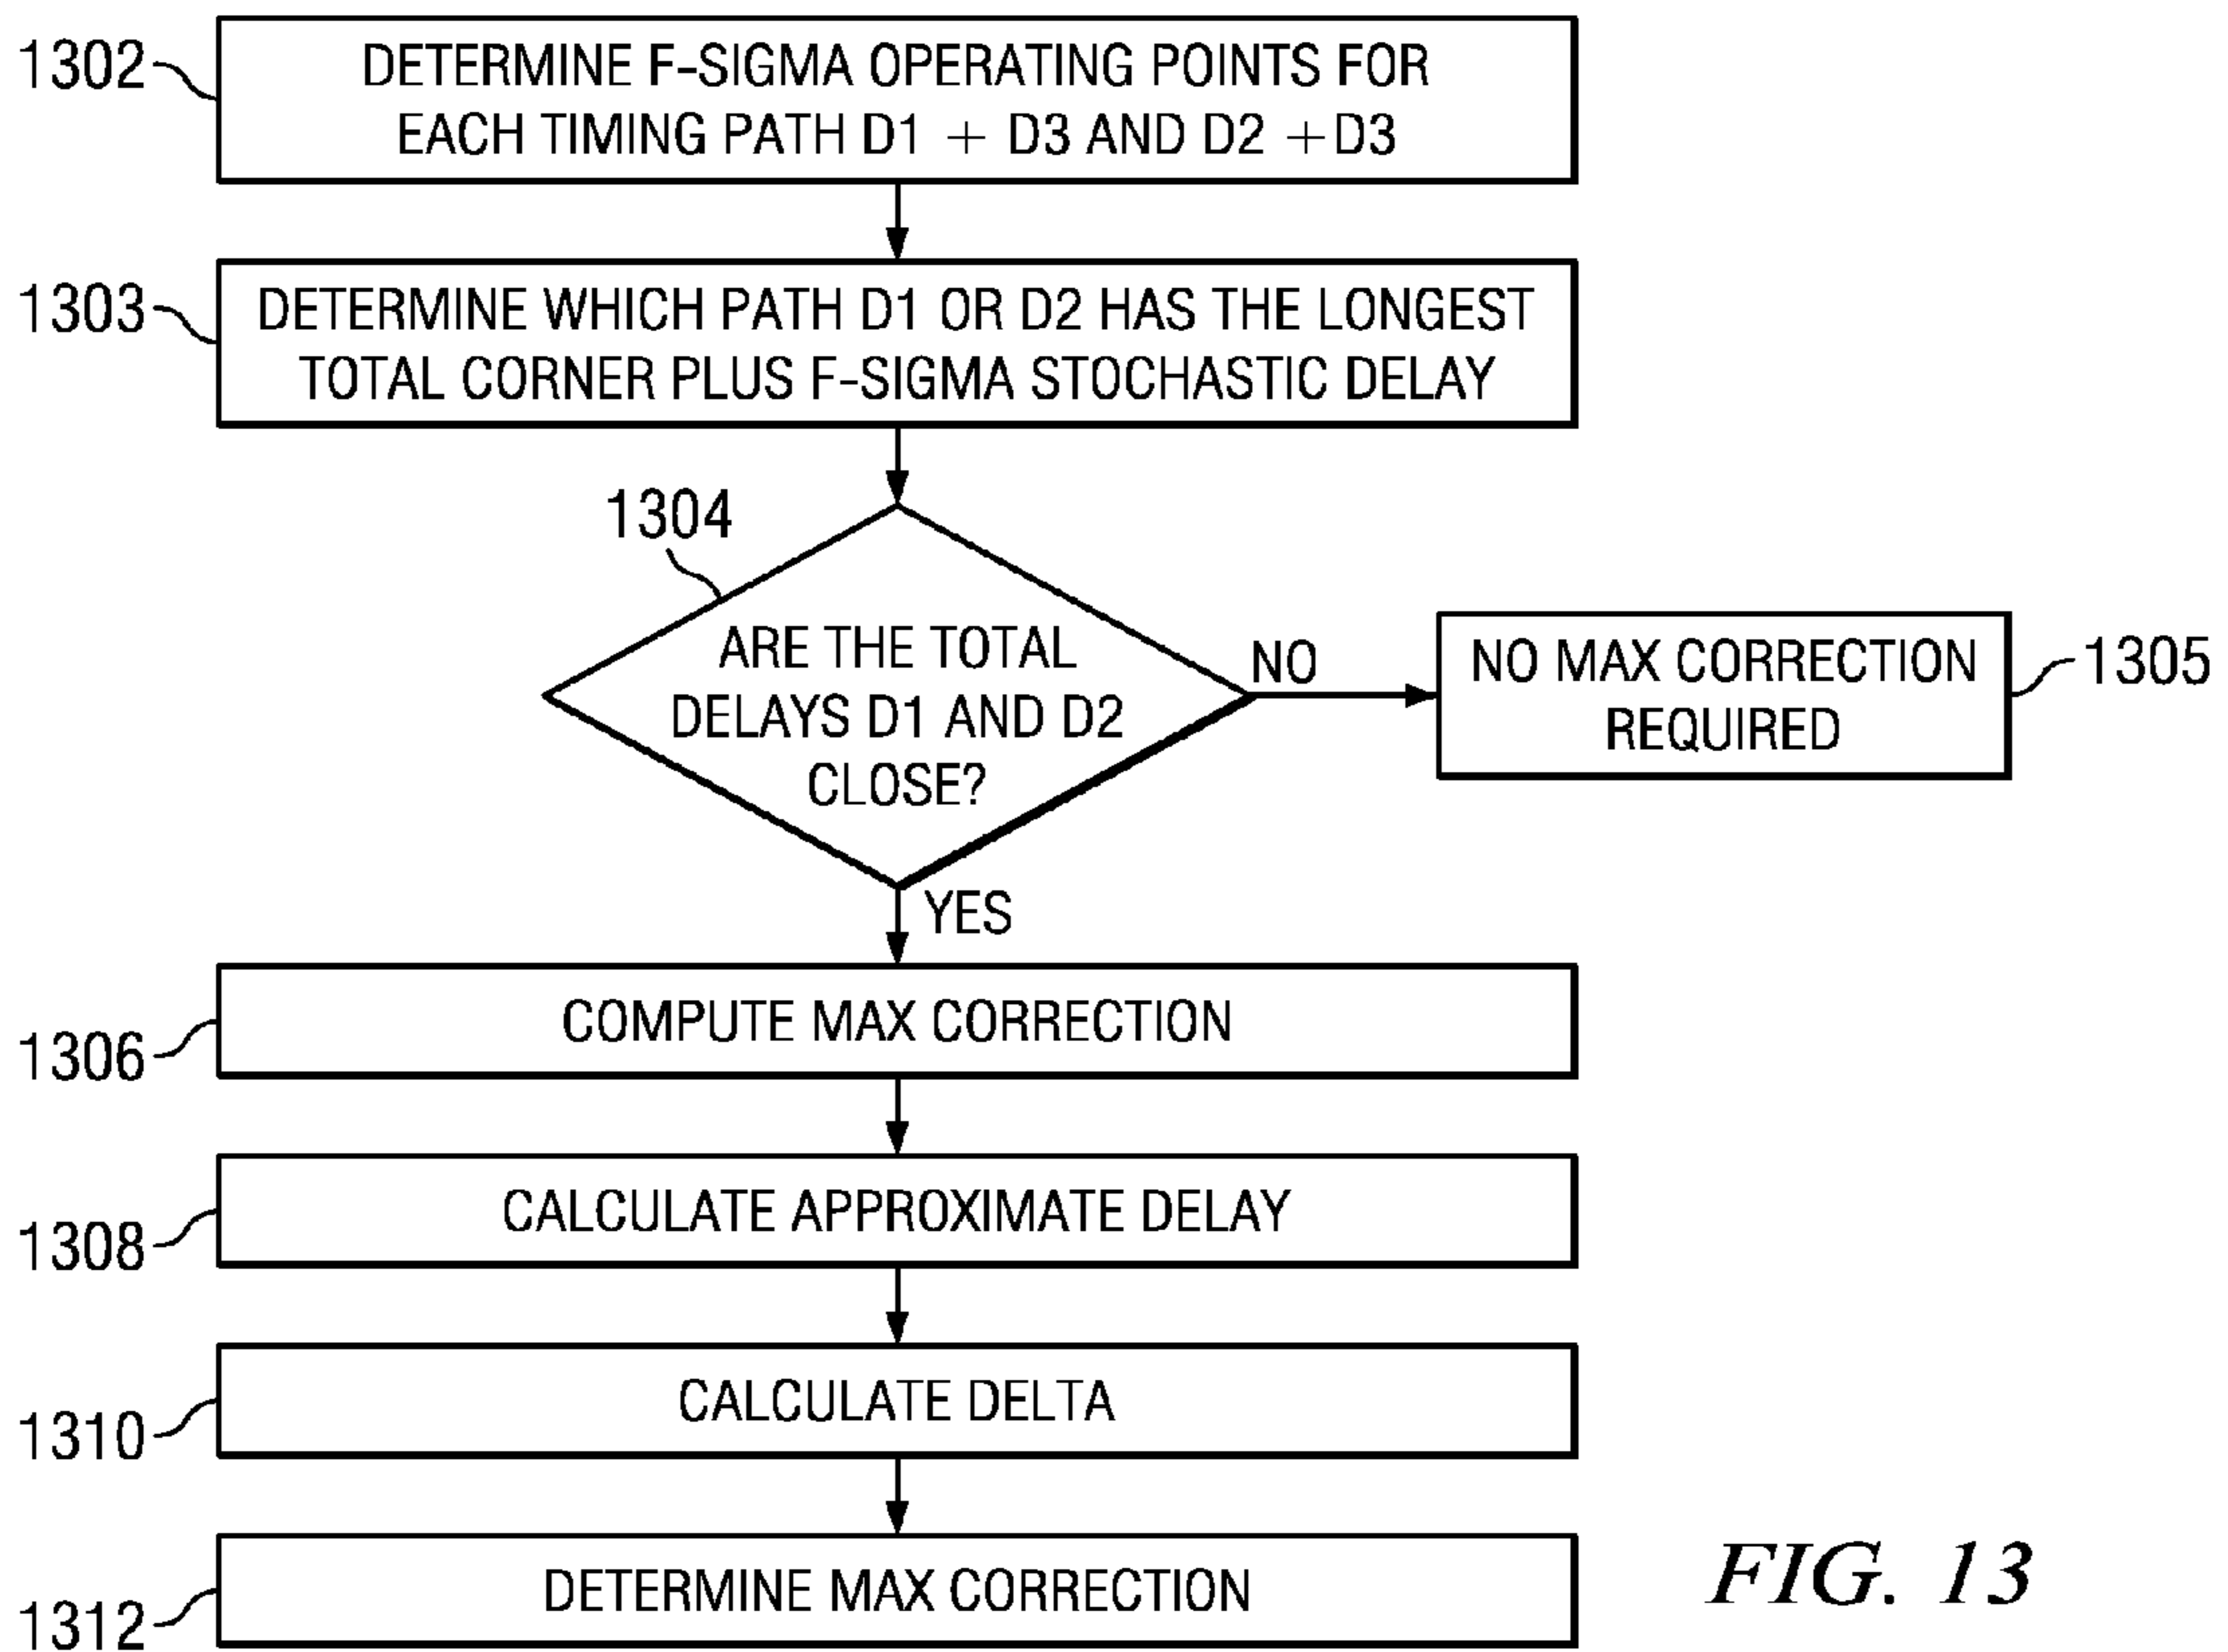 1302
DETERMINE F-SIGMA OPERATING POINTS FOR
EACH TIMING PATH D1 + D3 AND D2 +D3
1303
DETERMINE WHICH PATH D1 OR D2 HAS THE LONGEST
TOTAL CORNER PLUS F-SIGMA STOCHASTIC DELAY
1304
ARE THE TOTAL
DELAYS D1 AND D2
CLOSE?
NO
NO MAX CORRECTION
REQUIRED
1305
YES
COMPUTE MAX CORRECTION
1306
CALCULATE APPROXIMATE DELAY
1308
CALCULATE DELTA
1310
DETERMINE MAX CORRECTION
1312
FIG. 13